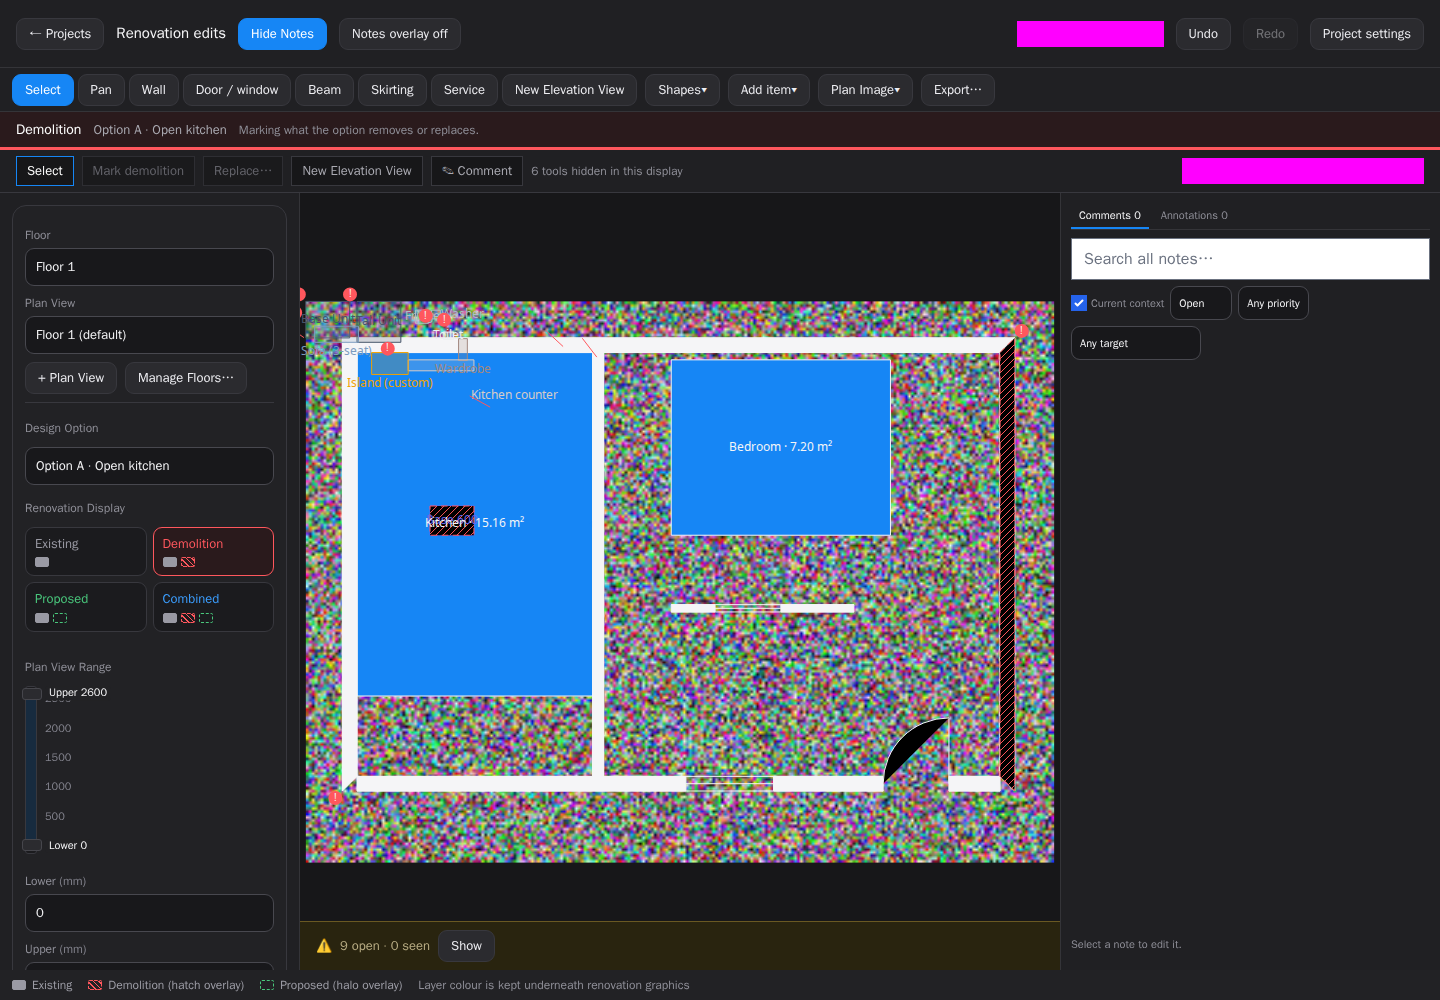 ← Projects
Renovation edits
Hide Notes
Notes overlay off
Undo
Redo
Project settings
Select
Pan
Wall
Door / window
Beam
Skirting
Service
New Elevation View
Shapes▾
Add item▾
Plan Image▾
Export⋯
Demolition
Option A · Open kitchen
Marking what the option removes or replaces.
Select
Mark demolition
Replace⋯
New Elevation View
✎ Comment
6 tools hidden in this display
Floor
Floor 1
Plan View
Floor 1 (default)
+ Plan View
Manage Floors⋯
Design Option
Option A · Open kitchen
Renovation Display
Existing
Demolition
Proposed
Combined
Plan View Range
Upper 2600
2000
1500
1000
500
Lower 0
Lower (mm)
0
Upper (mm)
Toilet
Wardrobe
Island (custom)
Kitchen counter
Kitchen · 15.16 m²
Bedroom · 7.20 m²
⚠ 9 open · 0 seen
Show
Comments 0
Annotations 0
Search all notes⋯
Current context
Open
Any priority
Any target
Select a note to edit it.
Existing
Demolition (hatch overlay)
Proposed (halo overlay)
Layer colour is kept underneath renovation graphics